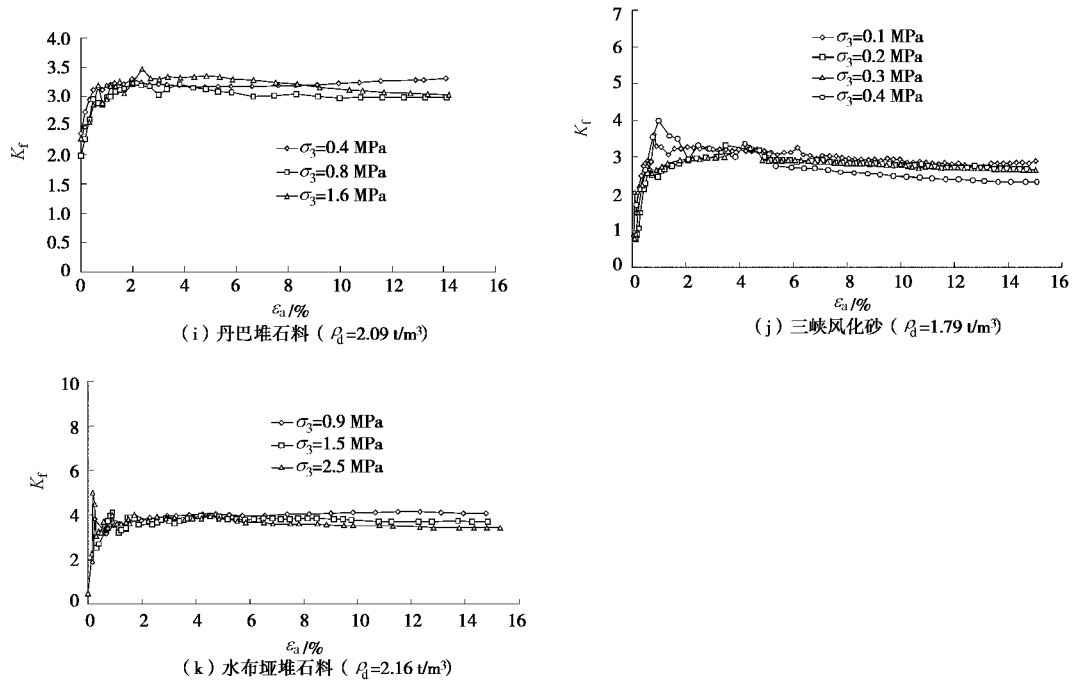 4.0
3.5
3.0
2.5
2.0
1.5
1.0
0.5
0
K_f
σ₃=0.4 MPa
σ₃=0.8 MPa
σ₃=1.6 MPa
0 2 4 6 8 10 12 14 16
ε_a/%
(i) 丹巴堆石料 (ρ_d=2.09 t/m³)
7
6
5
4
3
2
1
0
K_f
σ₃=0.1 MPa
σ₃=0.2 MPa
σ₃=0.3 MPa
σ₃=0.4 MPa
0 2 4 6 8 10 12 14 16
ε_a/%
(j) 三峡风化砂 (ρ_d=1.79 t/m³)
10
8
6
4
2
0
K_f
σ₃=0.9 MPa
σ₃=1.5 MPa
σ₃=2.5 MPa
0 2 4 6 8 10 12 14 16
ε_a/%
(k) 水布垭堆石料 (ρ_d=2.16 t/m³)